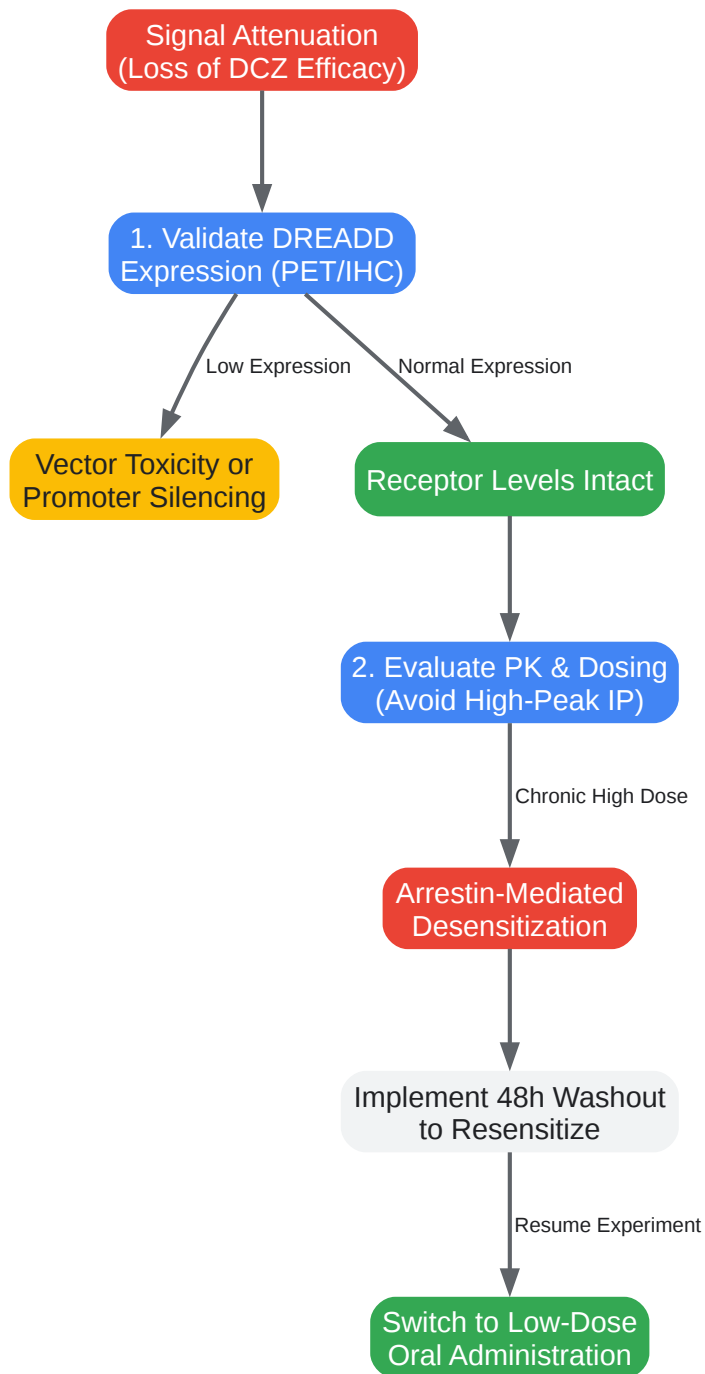 Signal Attenuation
(Loss of DCZ Efficacy)
1. Validate DREADD
Expression (PET/IHC)
Low Expression
Normal Expression
Vector Toxicity or
Promoter Silencing
Receptor Levels Intact
2. Evaluate PK & Dosing
(Avoid High-Peak IP)
Chronic High Dose
Arrestin-Mediated
Desensitization
Implement 48h Washout
to Resensitize
Resume Experiment
Switch to Low-Dose
Oral Administration